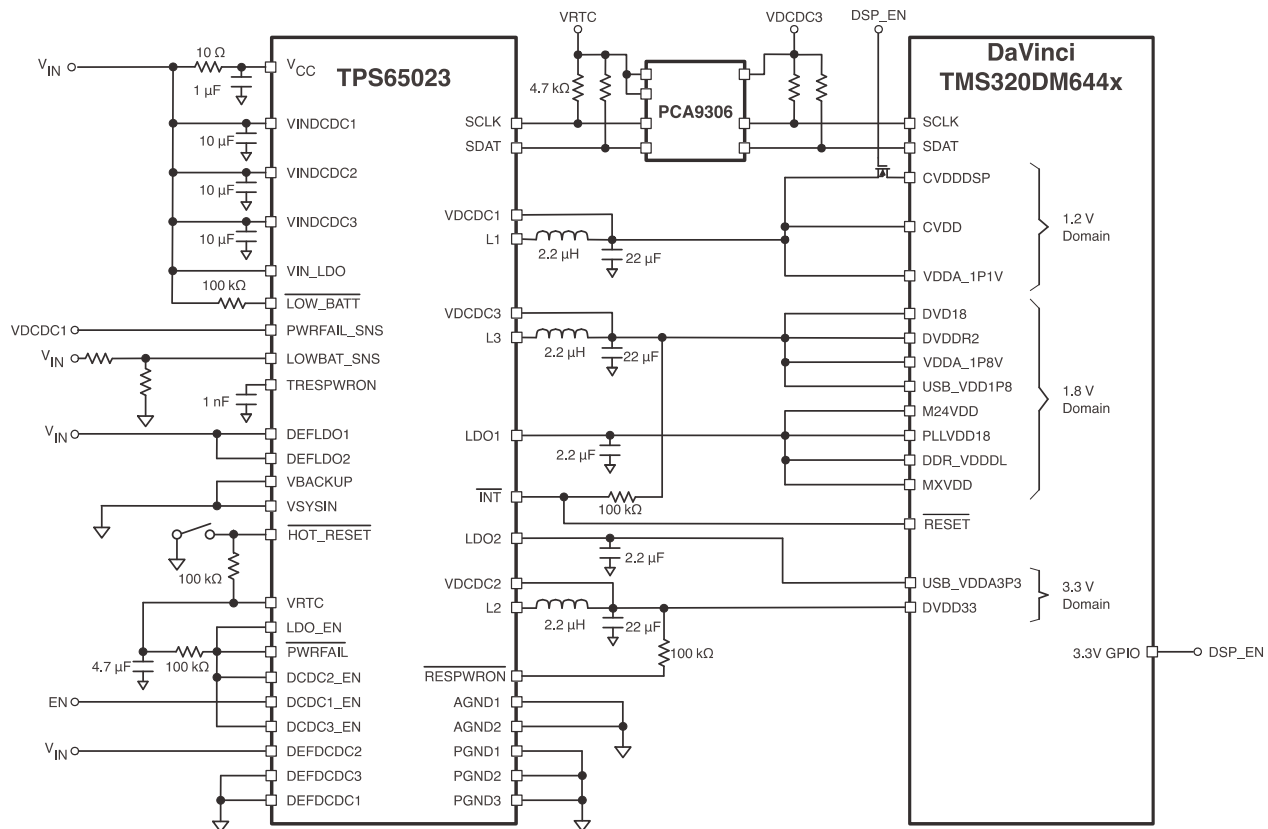 VRTC
VDCDC3
DSP_EN
VIN
10 Ω
1 µF
VCC
TPS65023
4.7 kΩ
PCA9306
DaVinci
TMS320DM644x
10 µF
VINDCDC1
SCLK
SCLK
SDAT
SDAT
10 µF
VINDCDC2
CVDDDSP
10 µF
VINDCDC3
VDCDC1
L1
2.2 µH
22 µF
CVDD
1.2 V
Domain
VIN_LDO
VDDA_1P1V
100 kΩ
LOW_BATT
VDCDC1
PWRFAIL_SNS
VDCDC3
DVD18
L3
2.2 µH
22 µF
DVDDR2
VIN
LOWBAT_SNS
VDDA_1P8V
TRESPWRON
USB_VDD1P8
1 nF
1.8 V
Domain
M24VDD
VIN
DEFLDO1
LDO1
2.2 µF
PLLVDD18
DEFLDO2
DDR_VDDDL
VBACKUP
MXVDD
VSYSIN
INT
100 kΩ
RESET
HOT_RESET
LDO2
2.2 µF
100 kΩ
VDCDC2
USB_VDDA3P3
3.3 V
Domain
VRTC
L2
2.2 µH
22 µF
DVDD33
LDO_EN
4.7 µF
100 kΩ
PWRFAIL
100 kΩ
3.3V GPIO
DSP_EN
DCDC2_EN
RESPWRON
EN
DCDC1_EN
AGND1
DCDC3_EN
AGND2
VIN
DEFDCDC2
PGND1
DEFDCDC3
PGND2
DEFDCDC1
PGND3